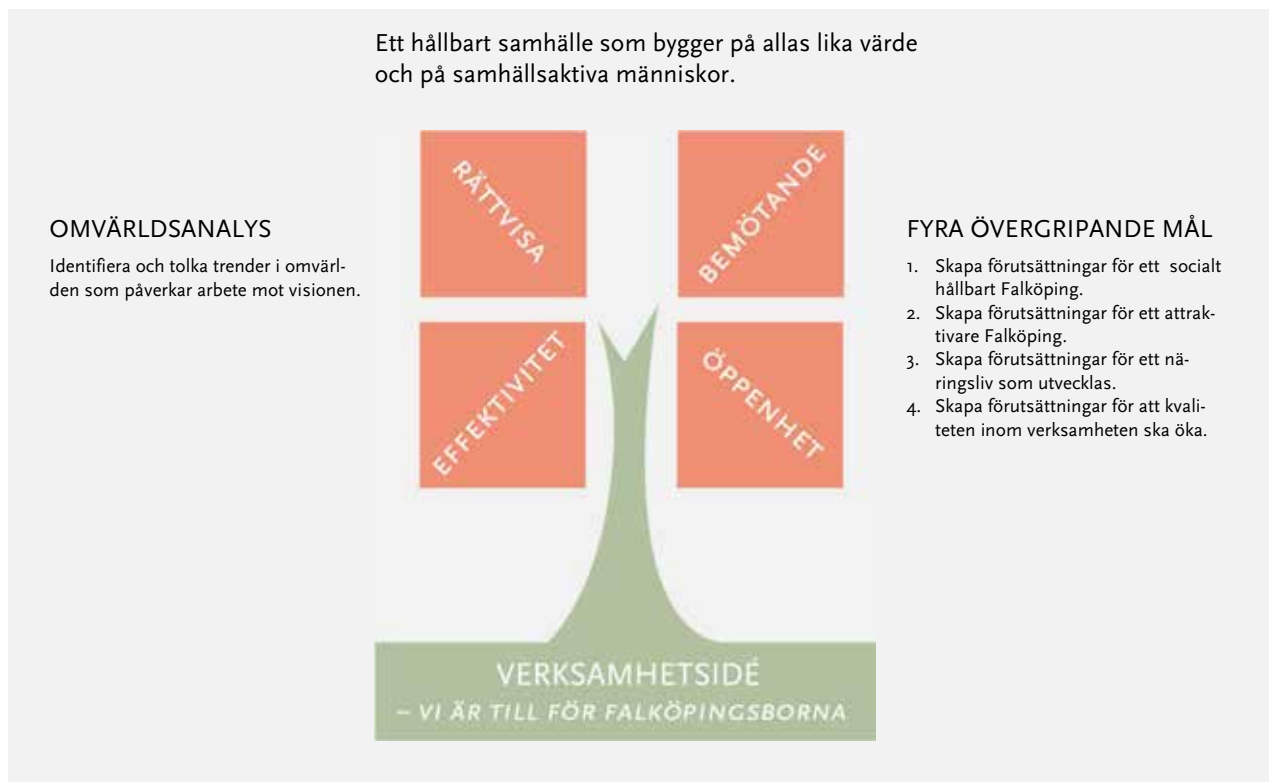 Ett hållbart samhälle som bygger på allas lika värde
och på samhällsaktiva människor.
OMVÄRLDSANALYS
Identifiera och tolka trender i omvärl-
den som påverkar arbete mot visionen.
RÄTTVISA
BEMÖTANDE
EFFEKTIVITET
ÖPPENHET
VERKSAMHETSIDÉ
– VI ÄR TILL FÖR FALKÖPINGSBORNA
FYRA ÖVERGRIPANDE MÅL
1. Skapa förutsättningar för ett socialt
hållbart Falköping.
2. Skapa förutsättningar för ett attrak-
tivare Falköping.
3. Skapa förutsättningar för ett nä-
ringsliv som utvecklas.
4. Skapa förutsättningar för att kvali-
teten inom verksamheten ska öka.